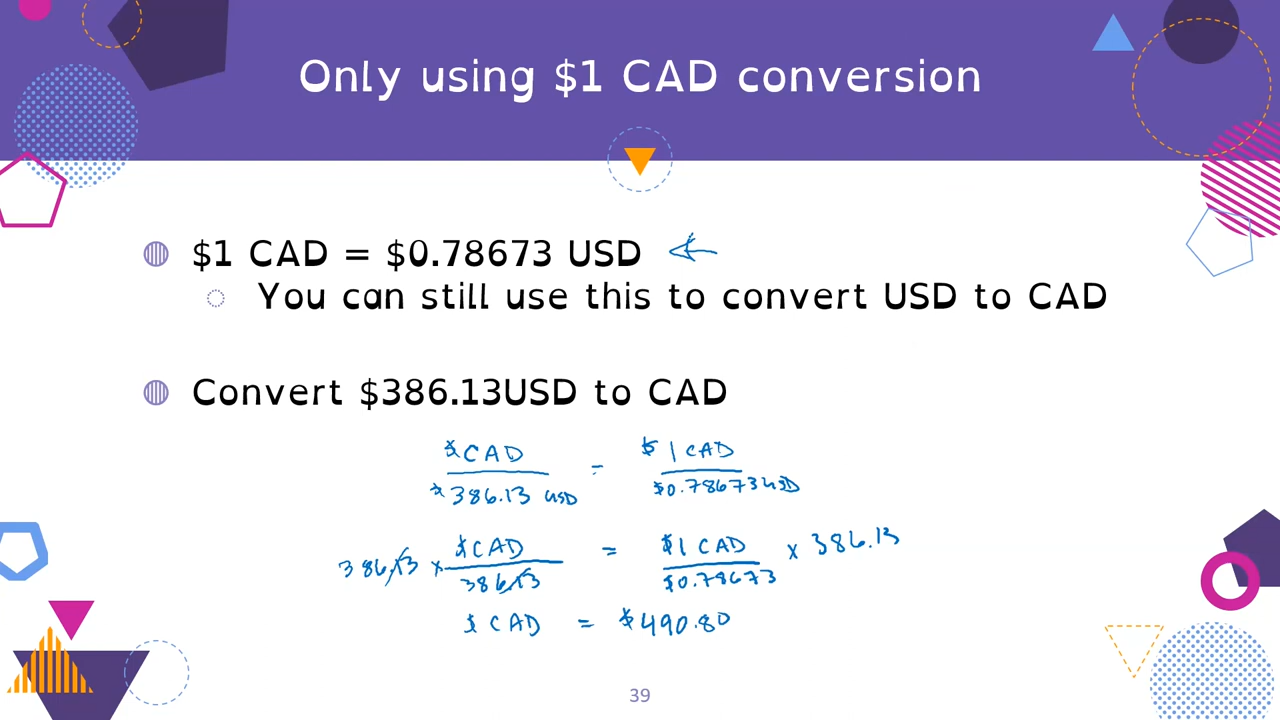 Only using $1 CAD conversion
$1 CAD = $0.78673 USD
You can still use this to convert USD to CAD
Convert $386.13USD to CAD
$CAD = $1 CAD
$386.13 USD $0.78673 USD
386.13 × $CAD = $1 CAD × 386.13
386.13 $0.78673
$ CAD = $490.80
39